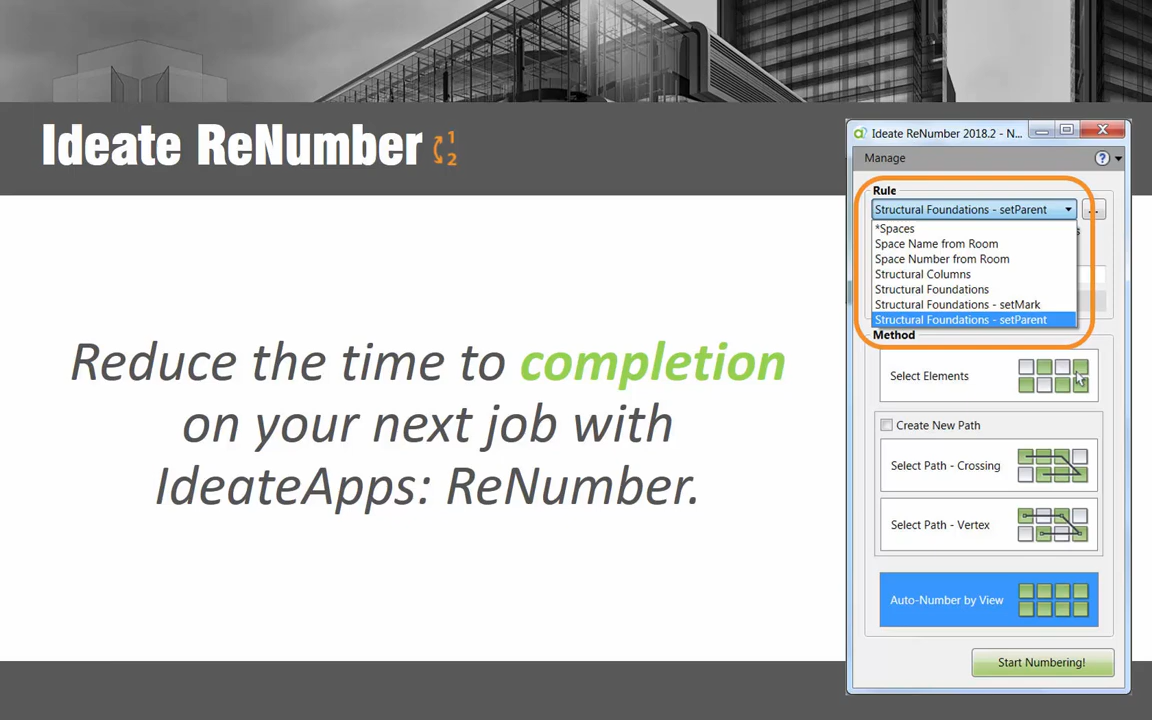 Ideate ReNumber 1 2
Reduce the time to completion
on your next job with
IdeateApps: ReNumber.
Ideate ReNumber 2018.2 - N...
Manage
?
Rule
Structural Foundations - setParent
...
*Spaces
Space Name from Room
Space Number from Room
Structural Columns
Structural Foundations
Structural Foundations - setMark
Structural Foundations - setParent
Method
Select Elements
Create New Path
Select Path - Crossing
Select Path - Vertex
Auto-Number by View
Start Numbering!